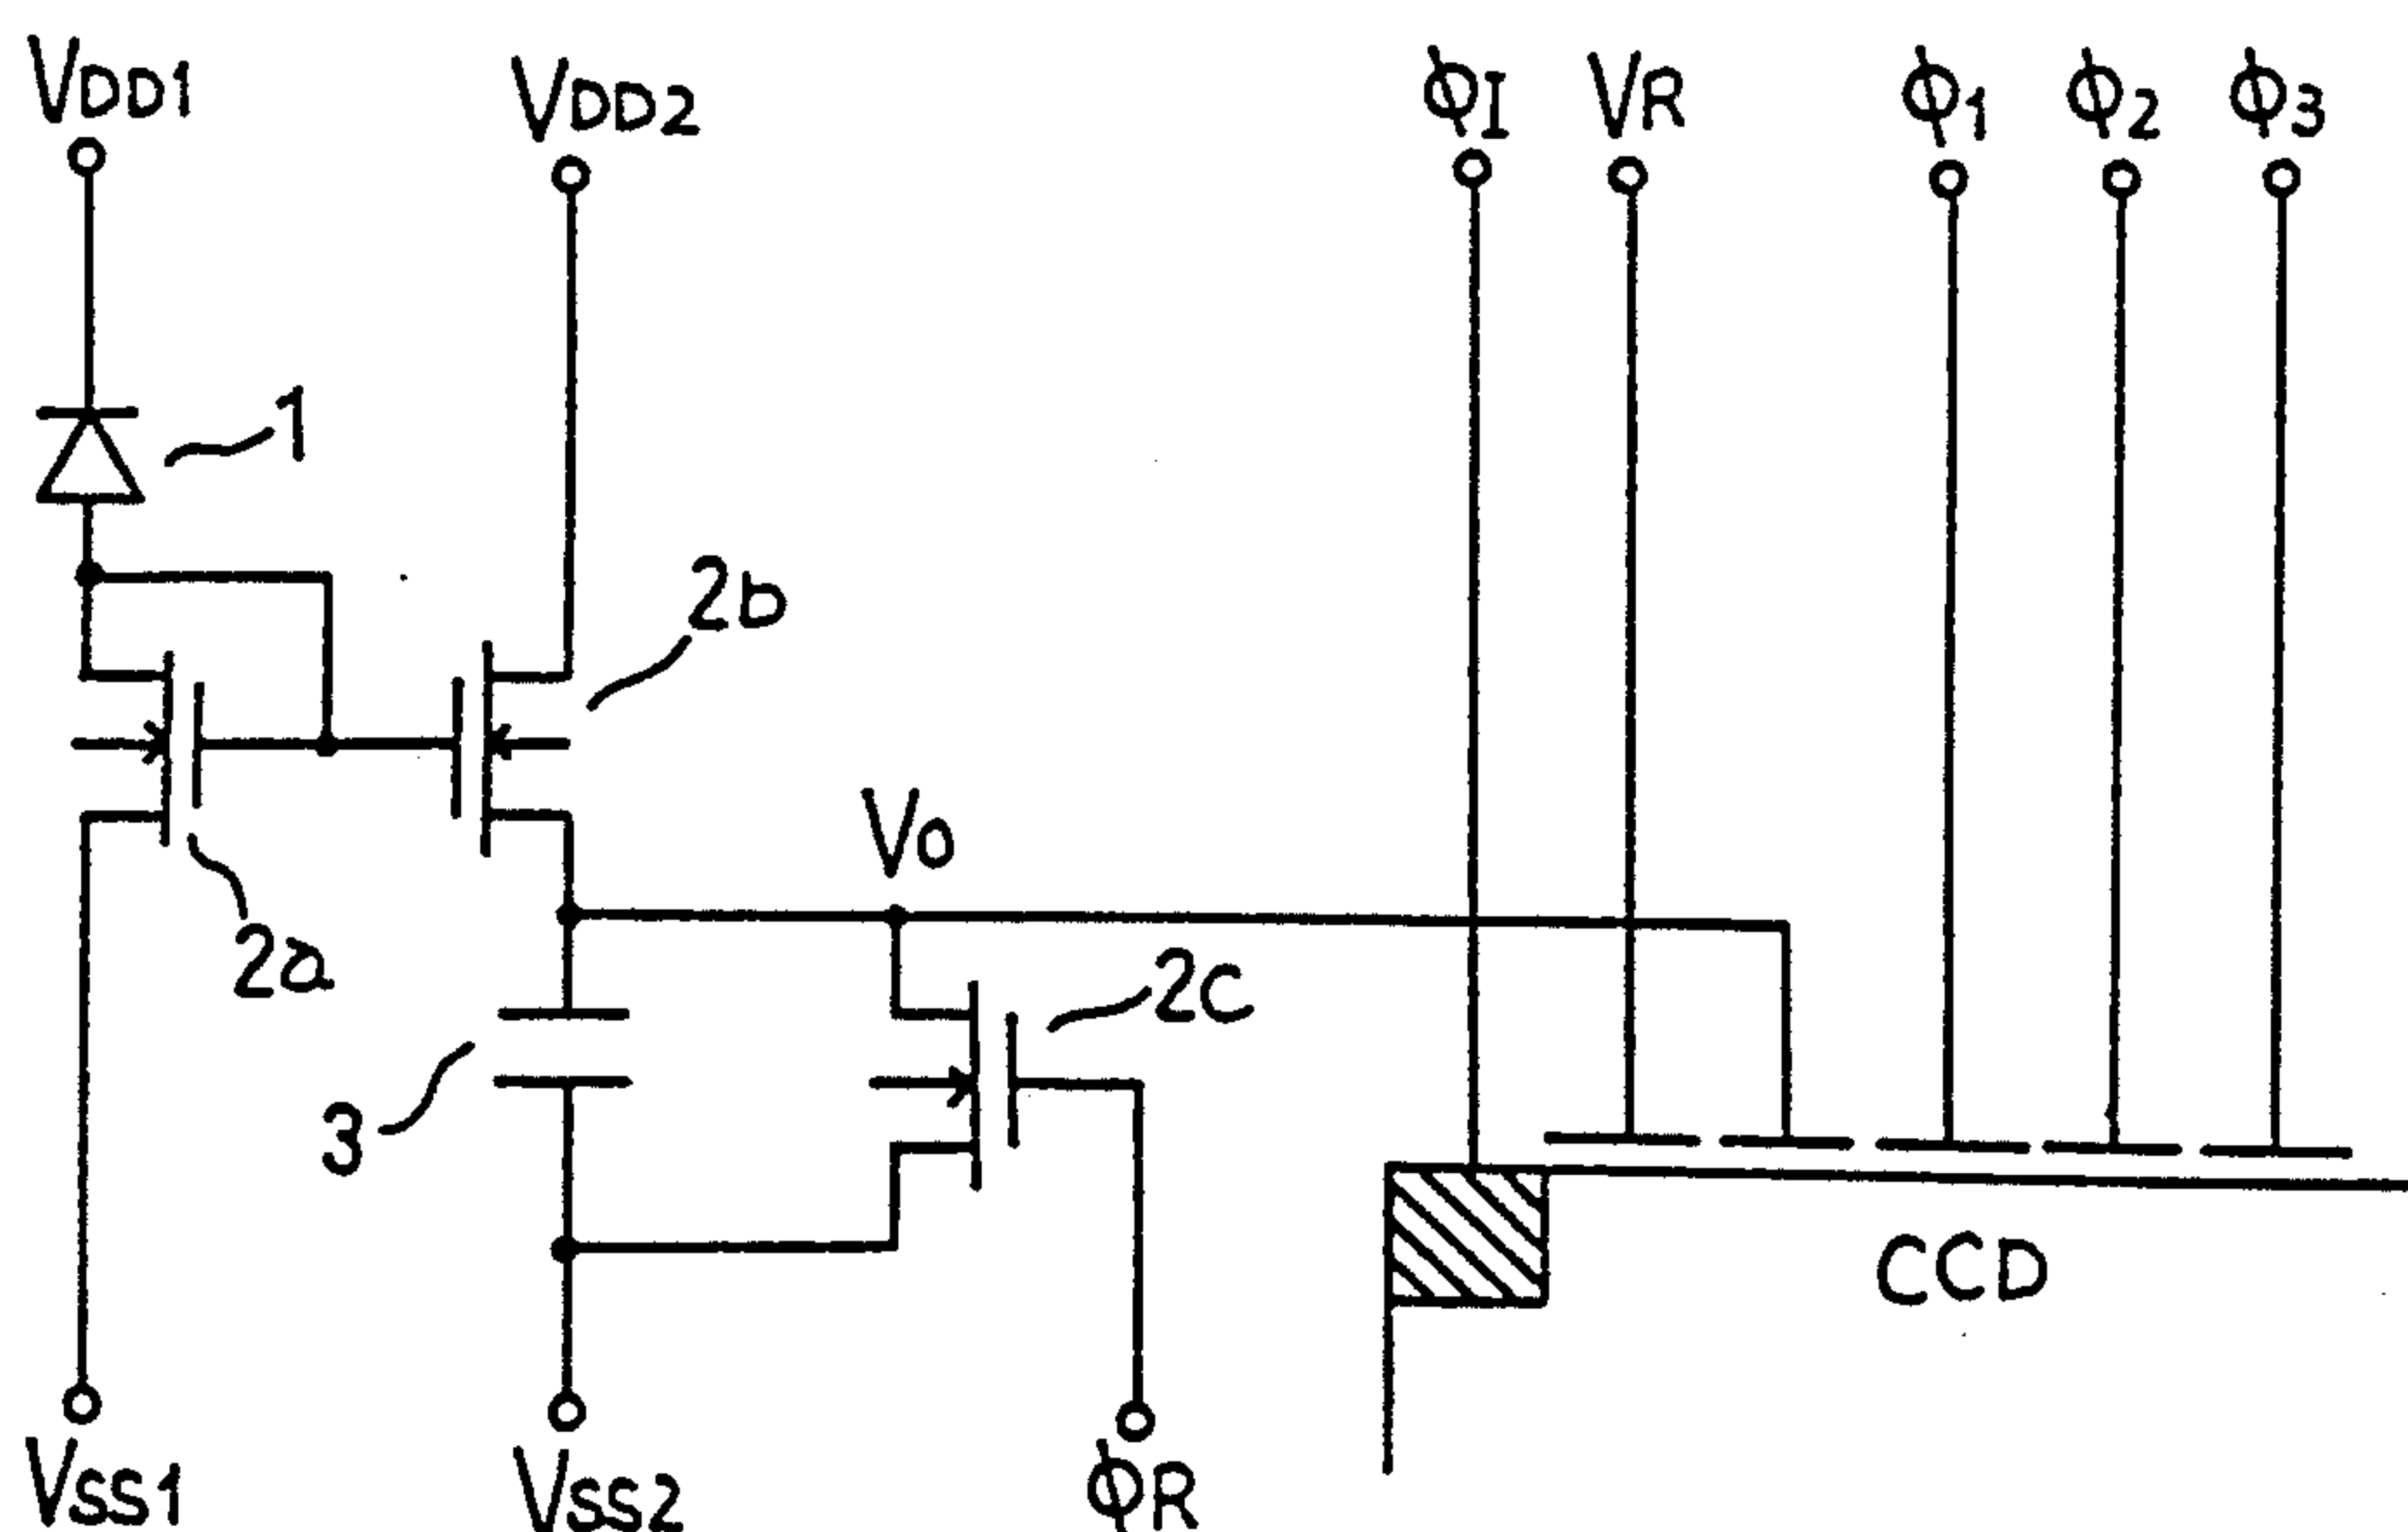 VDD1
VDD2
ϕI
VR
ϕ1
ϕ2
ϕ3
1
2b
Vo
2a
2c
3
CCD
VSS1
VSS2
ϕR